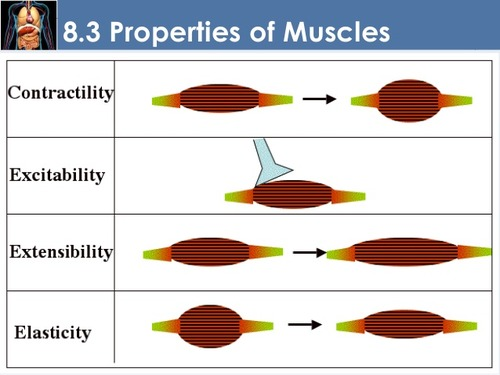 8.3 Properties of Muscles
Contractility
Excitability
Extensibility
Elasticity